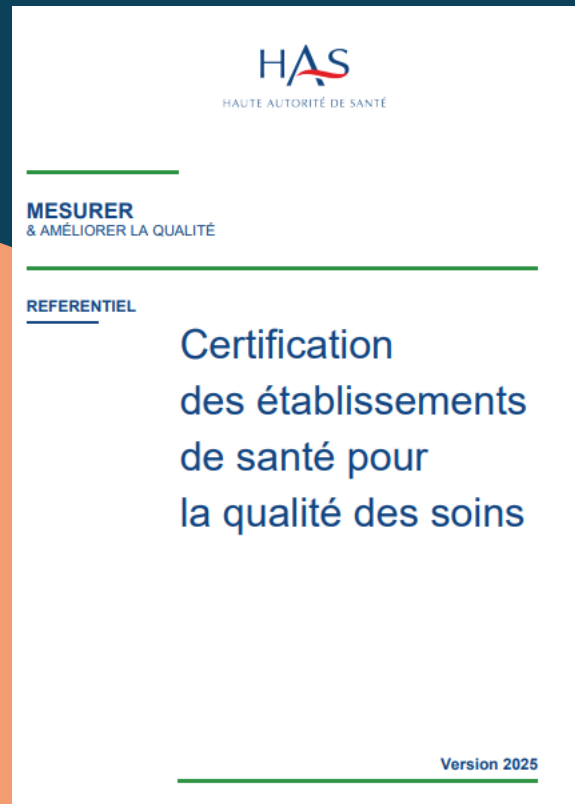 HAS
HAUTE AUTORITÉ DE SANTÉ
MESURER
& AMÉLIORER LA QUALITÉ
REFERENTIEL
Certification
des établissements
de santé pour
la qualité des soins
Version 2025